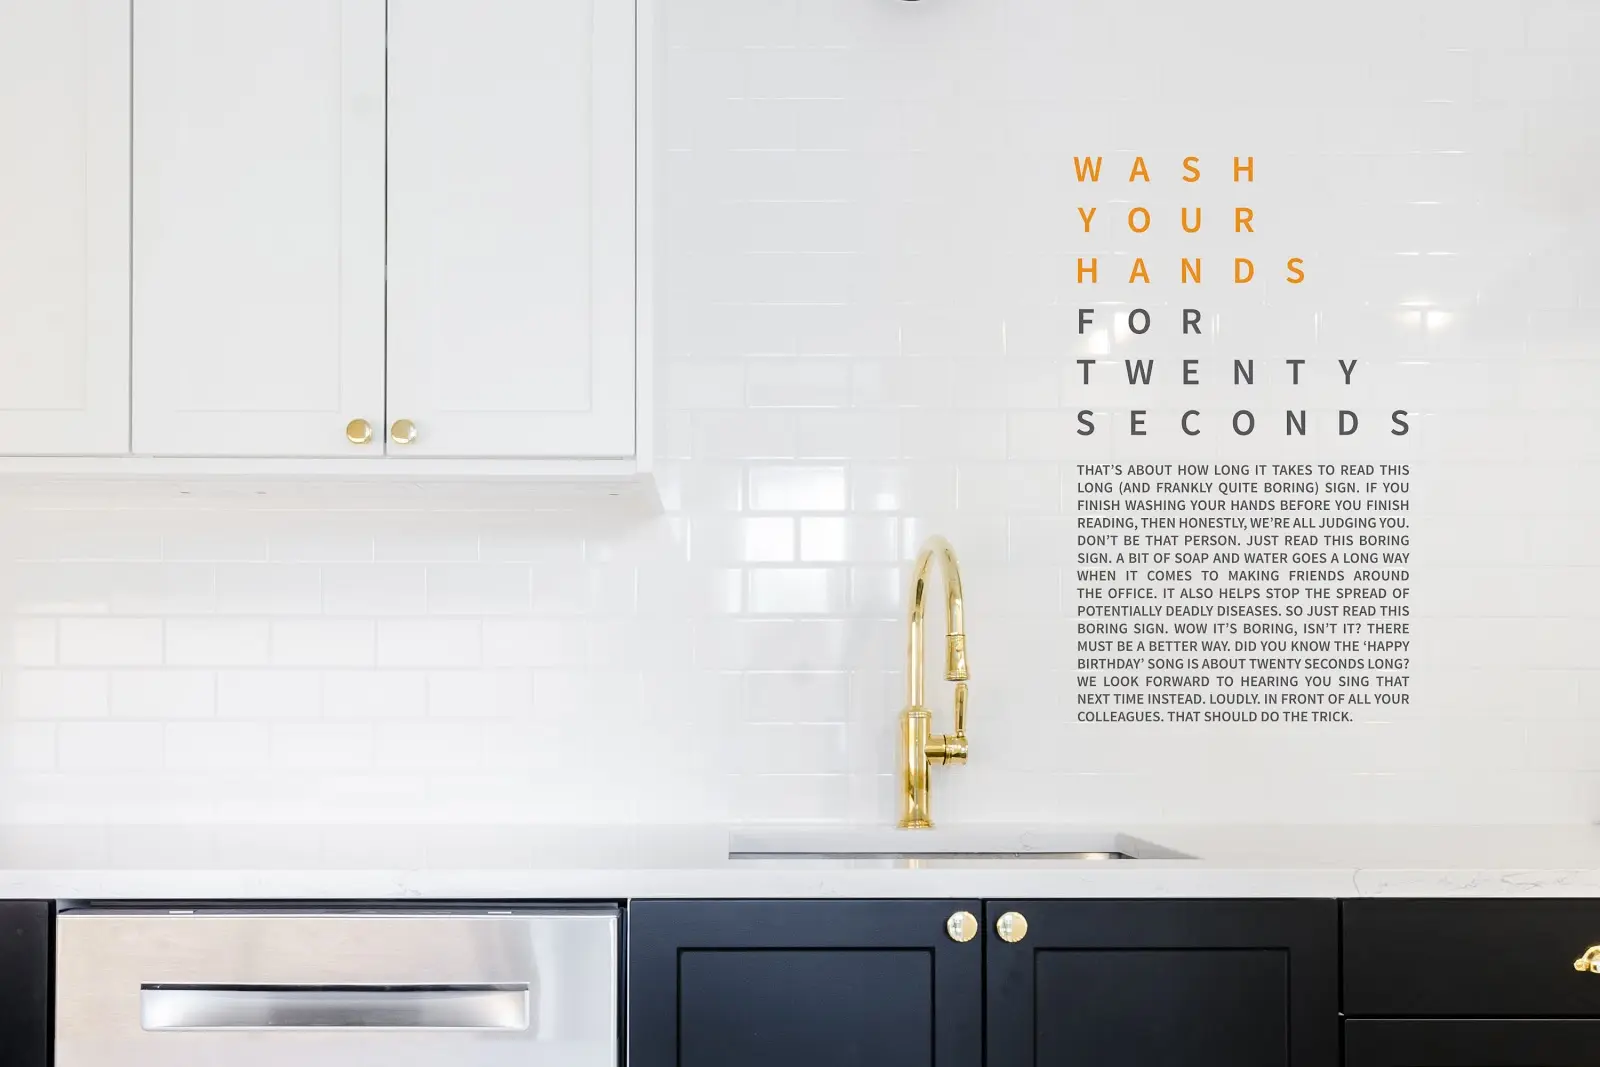 WASH
YOUR
HANDS
FOR
TWENTY
SECONDS
THAT'S ABOUT HOW LONG IT TAKES TO READ THIS
LONG (AND FRANKLY QUITE BORING) SIGN. IF YOU
FINISH WASHING YOUR HANDS BEFORE YOU FINISH
READING, THEN HONESTLY, WE'RE ALL JUDGING YOU.
DON'T BE THAT PERSON. JUST READ THIS BORING
SIGN. A BIT OF SOAP AND WATER GOES A LONG WAY
WHEN IT COMES TO MAKING FRIENDS AROUND
THE OFFICE. IT ALSO HELPS STOP THE SPREAD OF
POTENTIALLY DEADLY DISEASES. SO JUST READ THIS
BORING SIGN. WOW IT'S BORING, ISN'T IT? THERE
MUST BE A BETTER WAY. DID YOU KNOW THE ‘HAPPY
BIRTHDAY’ SONG IS ABOUT TWENTY SECONDS LONG?
WE LOOK FORWARD TO HEARING YOU SING THAT
NEXT TIME INSTEAD. LOUDLY. IN FRONT OF ALL YOUR
COLLEAGUES. THAT SHOULD DO THE TRICK.